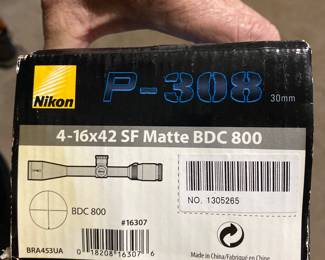 Nikon
P-308
30mm
4-16x42 SF Matte BDC 800
NO. 1305265
BDC 800
#16307
BRA453UA
0 18208 16307 6
Made in China/Fabriqué en Chine